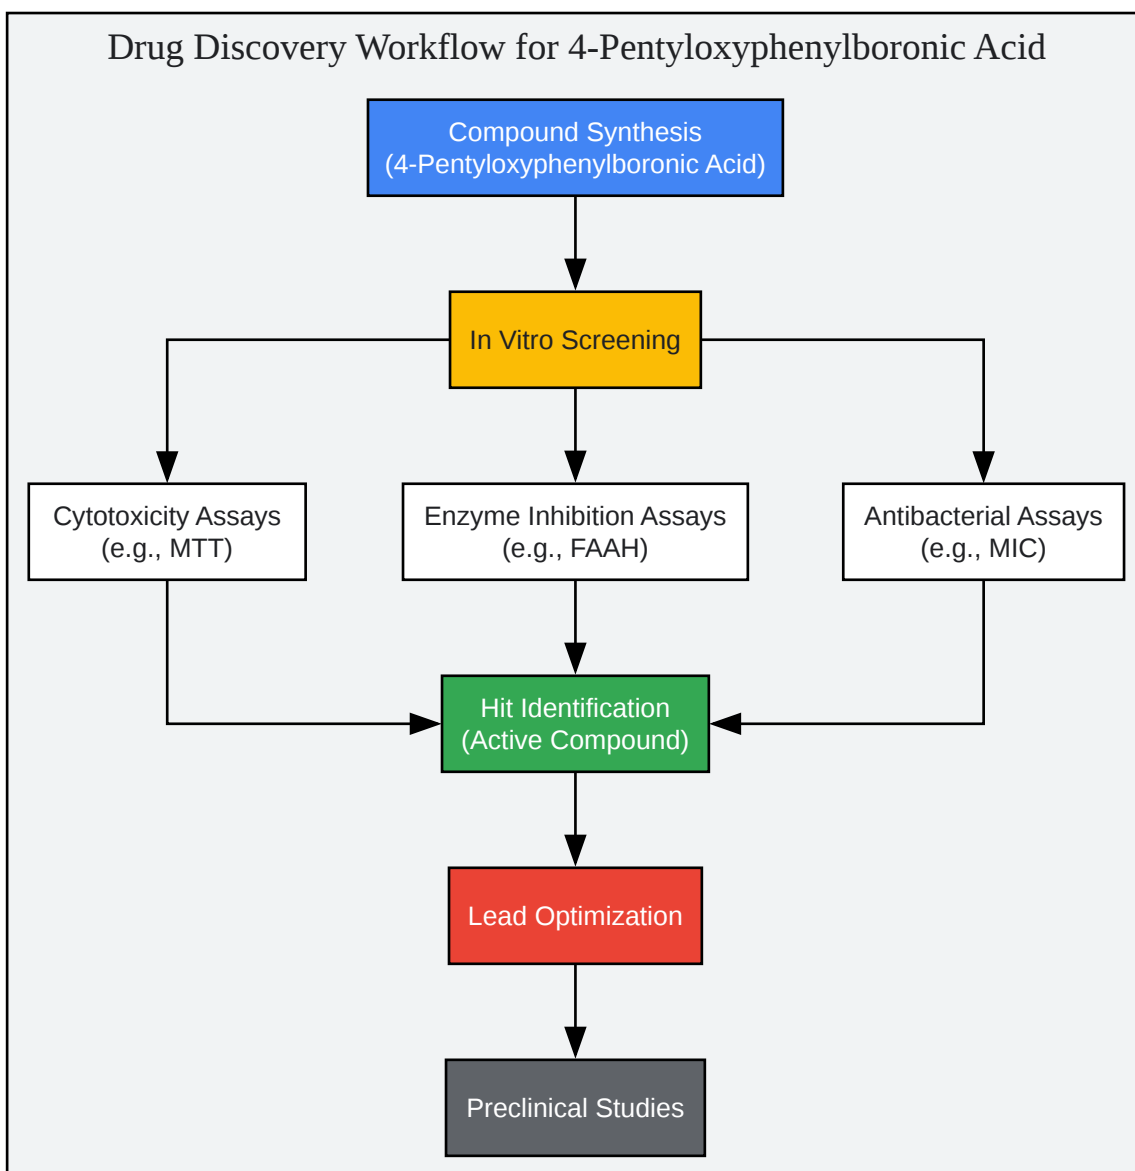 Drug Discovery Workflow for 4-Pentyloxyphenylboronic Acid
Compound Synthesis
(4-Pentyloxyphenylboronic Acid)
In Vitro Screening
Cytotoxicity Assays
(e.g., MTT)
Enzyme Inhibition Assays
(e.g., FAAH)
Antibacterial Assays
(e.g., MIC)
Hit Identification
(Active Compound)
Lead Optimization
Preclinical Studies